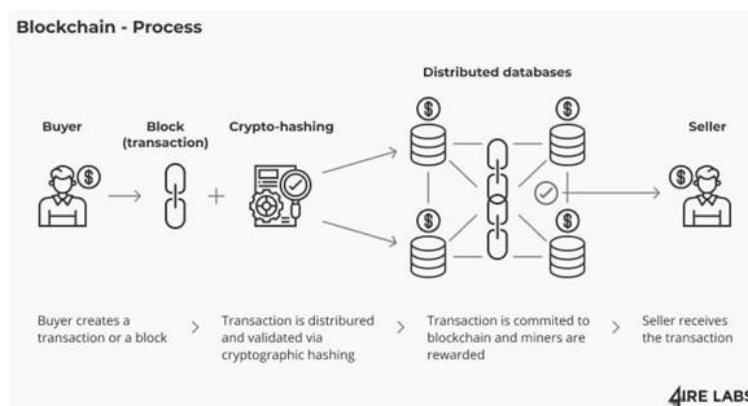 Blockchain - Process
Distributed databases
Buyer
Block
(transaction)
Crypto-hashing
Seller
$
$
$
$
$
$
Buyer creates a
transaction or a block
>
Transaction is distribured
and validated via
cryptographic hashing
>
Transaction is commited to
blockchain and miners are
rewarded
>
Seller receives
the transaction
4IRE LABS